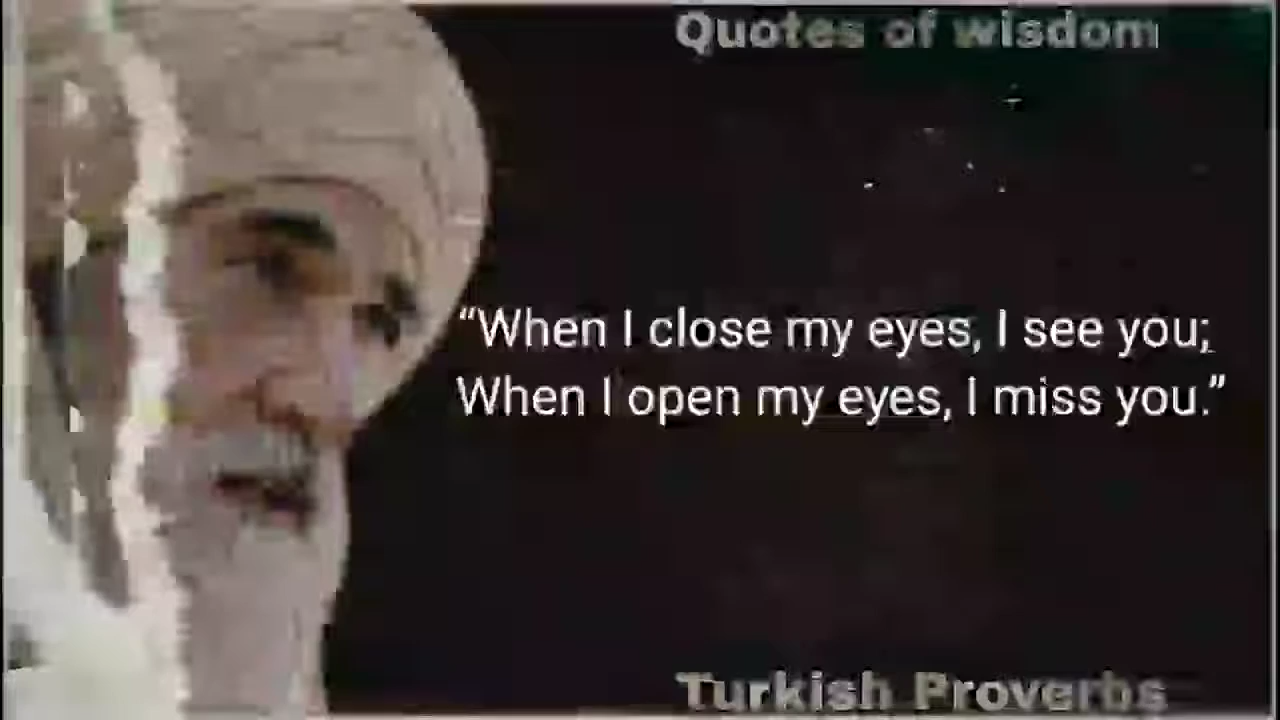 Quotes of wisdom
“When I close my eyes, I see you;
When I open my eyes, I miss you.”
Turkish Proverbs